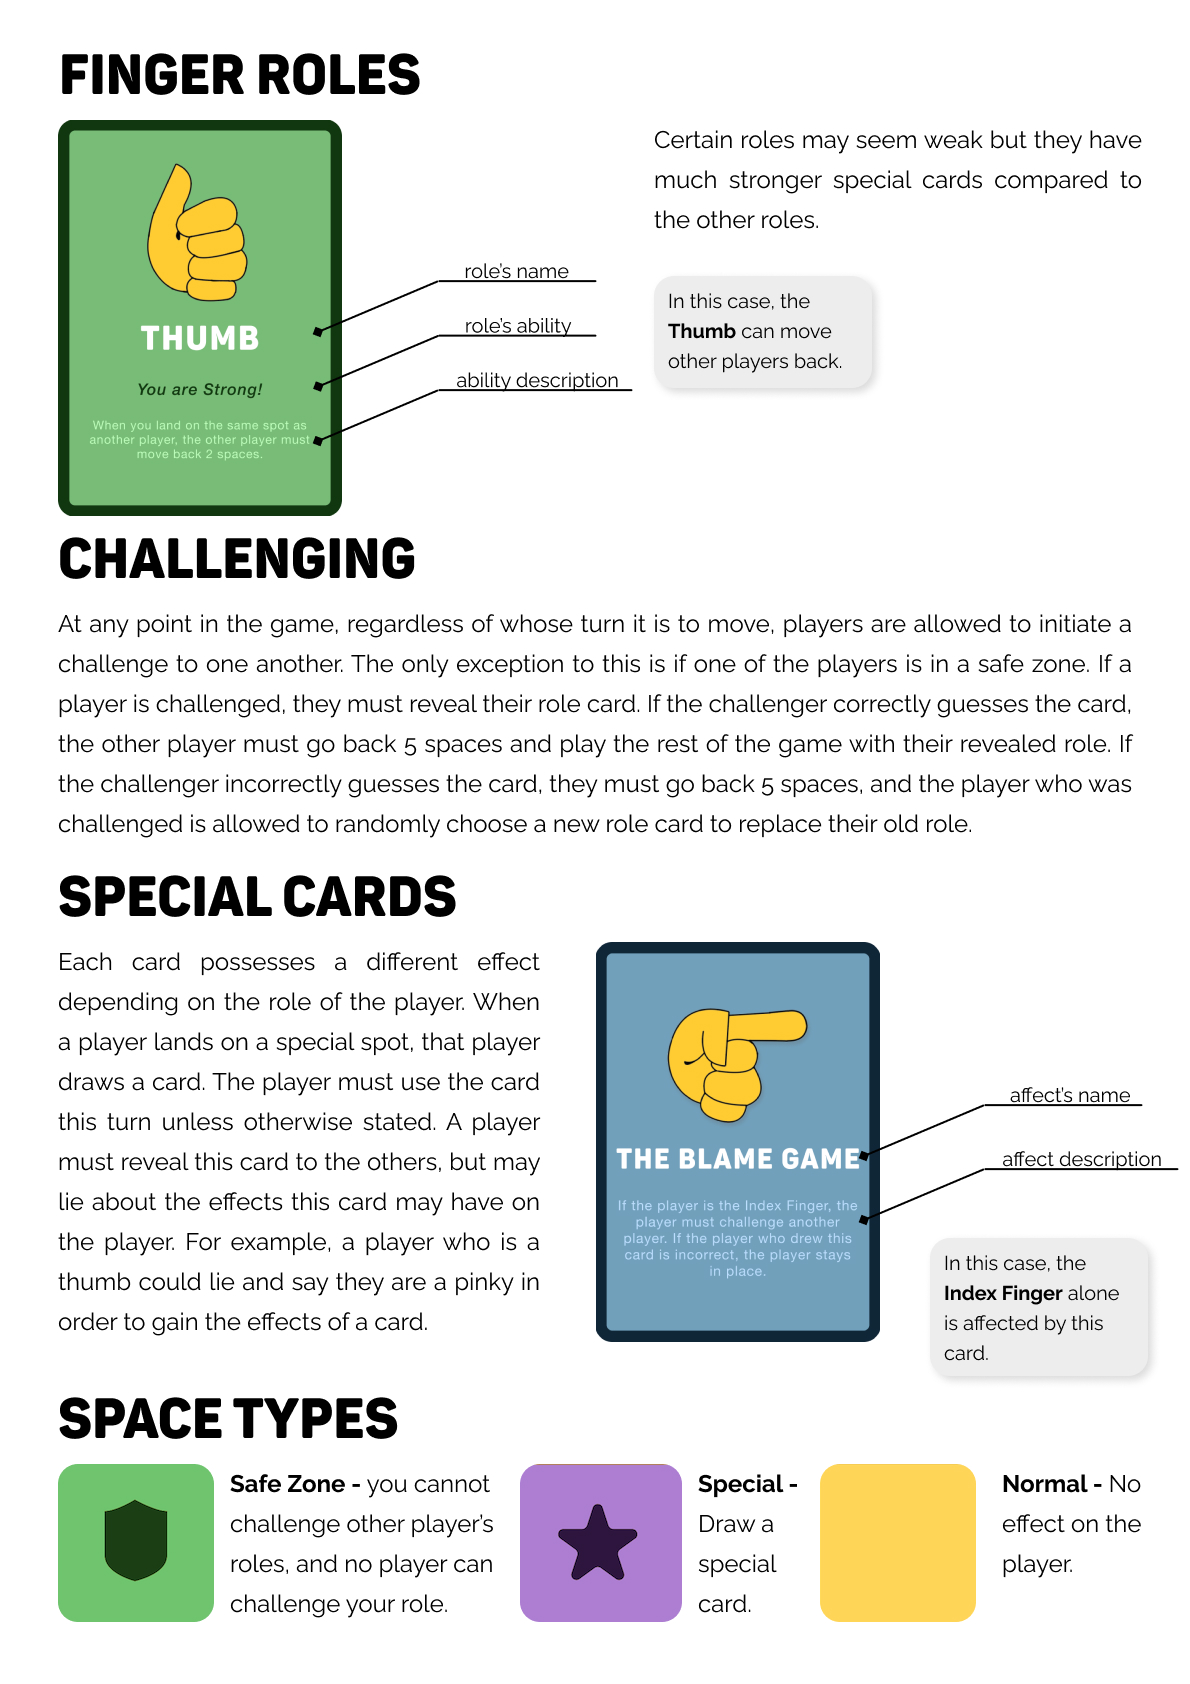 FINGER ROLES
THUMB
You are Strong!
When you land on the same spot as
another player, the other player must
move back 2 spaces.
role's name
role's ability
ability description
Certain roles may seem weak but they have
much stronger special cards compared to
the other roles.
In this case, the
Thumb can move
other players back.
CHALLENGING
At any point in the game, regardless of whose turn it is to move, players are allowed to initiate a
challenge to one another. The only exception to this is if one of the players is in a safe zone. If a
player is challenged, they must reveal their role card. If the challenger correctly guesses the card,
the other player must go back 5 spaces and play the rest of the game with their revealed role. If
the challenger incorrectly guesses the card, they must go back 5 spaces, and the player who was
challenged is allowed to randomly choose a new role card to replace their old role.
SPECIAL CARDS
Each card possesses a different effect
depending on the role of the player. When
a player lands on a special spot, that player
draws a card. The player must use the card
this turn unless otherwise stated. A player
must reveal this card to the others, but may
lie about the effects this card may have on
the player. For example, a player who is a
thumb could lie and say they are a pinky in
order to gain the effects of a card.
THE BLAME GAME
If the player is the Index Finger, the
player must challenge another
player. If the player who drew this
card is incorrect, the player stays
in place.
affect's name
affect description
In this case, the
Index Finger alone
is affected by this
card.
SPACE TYPES
Safe Zone - you cannot
challenge other player's
roles, and no player can
challenge your role.
Special -
Draw a
special
card.
Normal - No
effect on the
player.